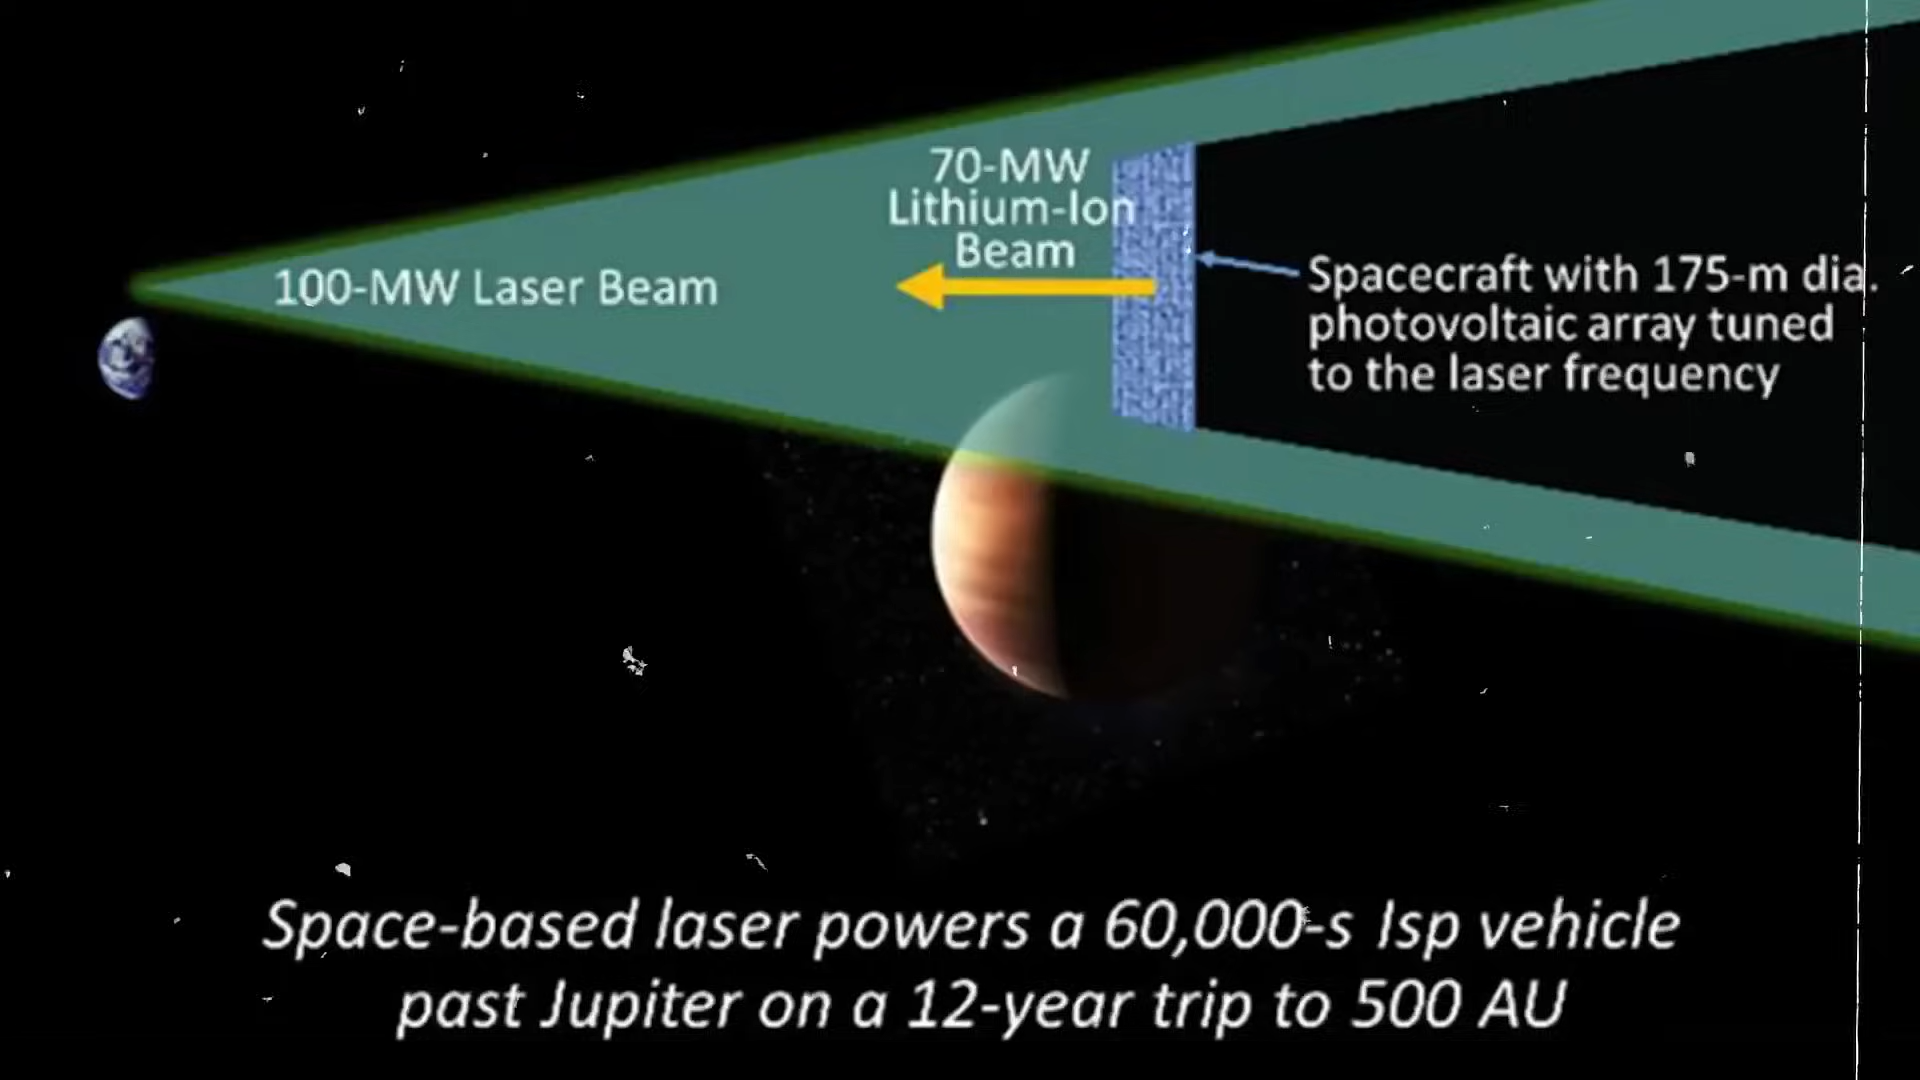 70-MW
Lithium-Ion
Beam
100-MW Laser Beam
Spacecraft with 175-m dia.
photovoltaic array tuned
to the laser frequency
Space-based laser powers a 60,000-s Isp vehicle
past Jupiter on a 12-year trip to 500 AU